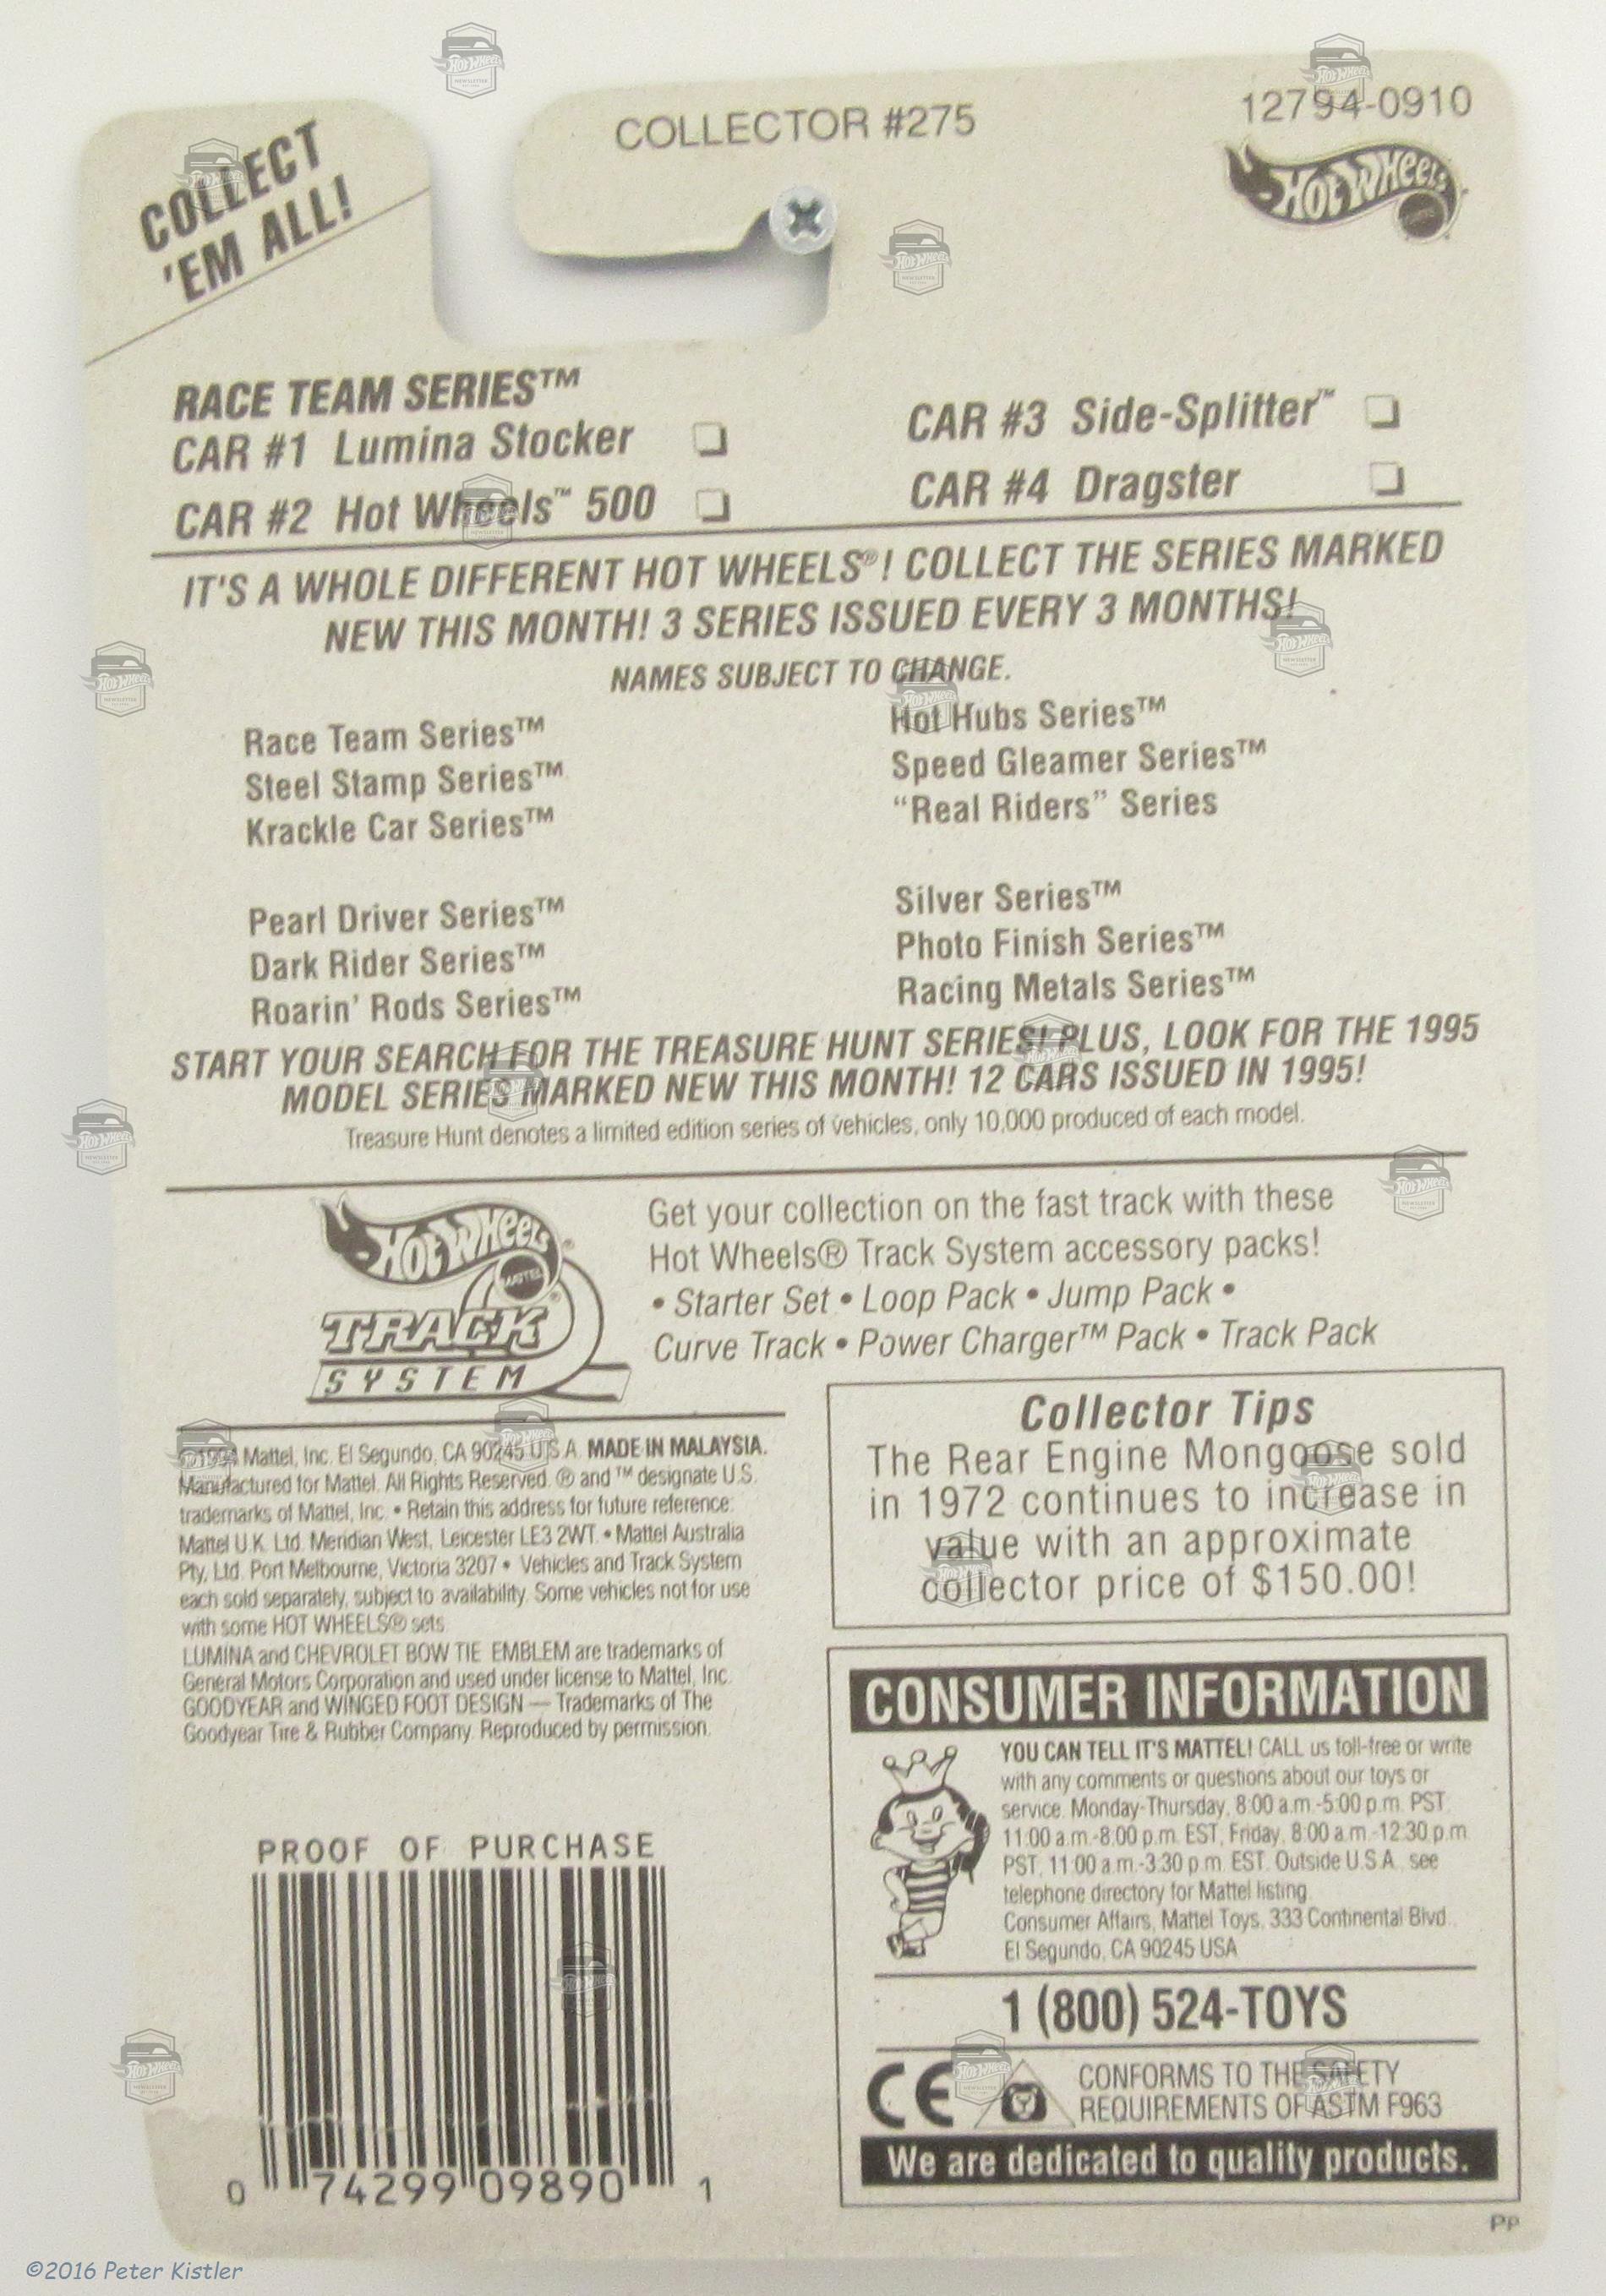 COLLECT
'EM ALL!
COLLECTOR #275
12794-0910
HOT WHEELS
RACE TEAM SERIES™
CAR #1 Lumina Stocker
CAR #2 Hot Wheels™ 500
CAR #3 Side-Splitter™
CAR #4 Dragster
IT'S A WHOLE DIFFERENT HOT WHEELS®! COLLECT THE SERIES MARKED
NEW THIS MONTH! 3 SERIES ISSUED EVERY 3 MONTHS!
NAMES SUBJECT TO CHANGE.
Race Team Series™
Steel Stamp Series™
Krackle Car Series™
Hot Hubs Series™
Speed Gleamer Series™
“Real Riders” Series
Pearl Driver Series™
Dark Rider Series™
Roarin' Rods Series™
Silver Series™
Photo Finish Series™
Racing Metals Series™
START YOUR SEARCH FOR THE TREASURE HUNT SERIES! PLUS, LOOK FOR THE 1995
MODEL SERIES MARKED NEW THIS MONTH! 12 CARS ISSUED IN 1995!
Treasure Hunt denotes a limited edition series of vehicles, only 10,000 produced of each model.
HOT WHEELS®
MATTEL
TRACK®
SYSTEM
Get your collection on the fast track with these
Hot Wheels® Track System accessory packs!
• Starter Set • Loop Pack • Jump Pack •
Curve Track • Power Charger™ Pack • Track Pack
©1994 Mattel, Inc. El Segundo, CA 90245 U.S.A. MADE IN MALAYSIA.
Manufactured for Mattel. All Rights Reserved. ® and ™ designate U.S.
trademarks of Mattel, Inc. • Retain this address for future reference:
Mattel U.K. Ltd. Meridian West, Leicester LE3 2WT. • Mattel Australia
Pty, Ltd. Port Melbourne, Victoria 3207 • Vehicles and Track System
each sold separately, subject to availability. Some vehicles not for use
with some HOT WHEELS® sets.
LUMINA and CHEVROLET BOW TIE EMBLEM are trademarks of
General Motors Corporation and used under license to Mattel, Inc.
GOODYEAR and WINGED FOOT DESIGN — Trademarks of The
Goodyear Tire & Rubber Company. Reproduced by permission.
Collector Tips
The Rear Engine Mongoose sold
in 1972 continues to increase in
value with an approximate
collector price of $150.00!
CONSUMER INFORMATION
YOU CAN TELL IT'S MATTEL! CALL us toll-free or write
with any comments or questions about our toys or
service. Monday-Thursday, 8:00 a.m.-5:00 p.m. PST,
11:00 a.m.-8:00 p.m. EST, Friday, 8:00 a.m.-12:30 p.m.
PST, 11:00 a.m.-3:30 p.m. EST. Outside U.S.A., see
telephone directory for Mattel listing.
Consumer Affairs, Mattel Toys, 333 Continental Blvd.,
El Segundo, CA 90245 USA
1 (800) 524-TOYS
CE
CONFORMS TO THE SAFETY
REQUIREMENTS OF ASTM F963
We are dedicated to quality products.
PROOF OF PURCHASE
0 74299 09890 1
PP
©2016 Peter Kistler